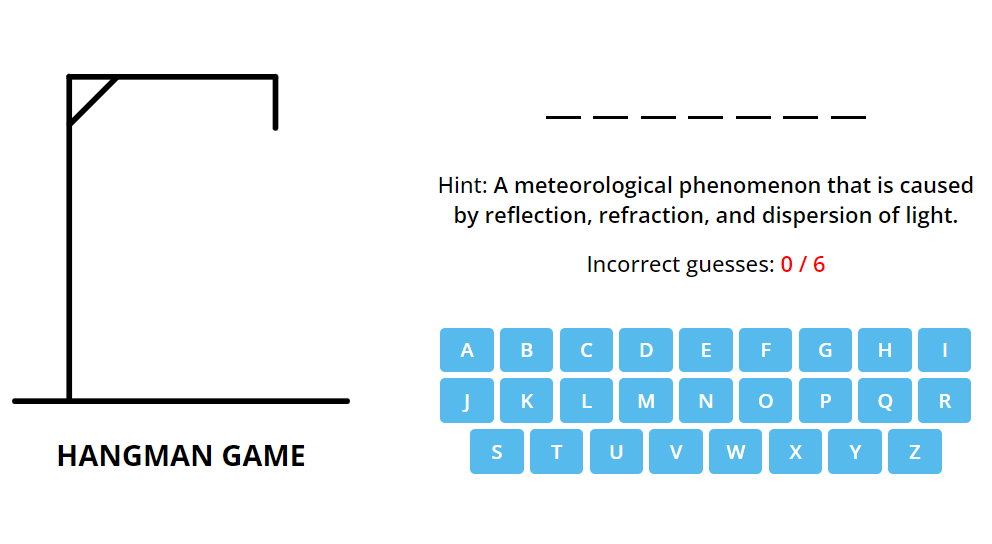 Hint: A meteorological phenomenon that is caused
by reflection, refraction, and dispersion of light.
Incorrect guesses: 0 / 6
A B C D E F G H I
J K L M N O P Q R
S T U V W X Y Z
HANGMAN GAME